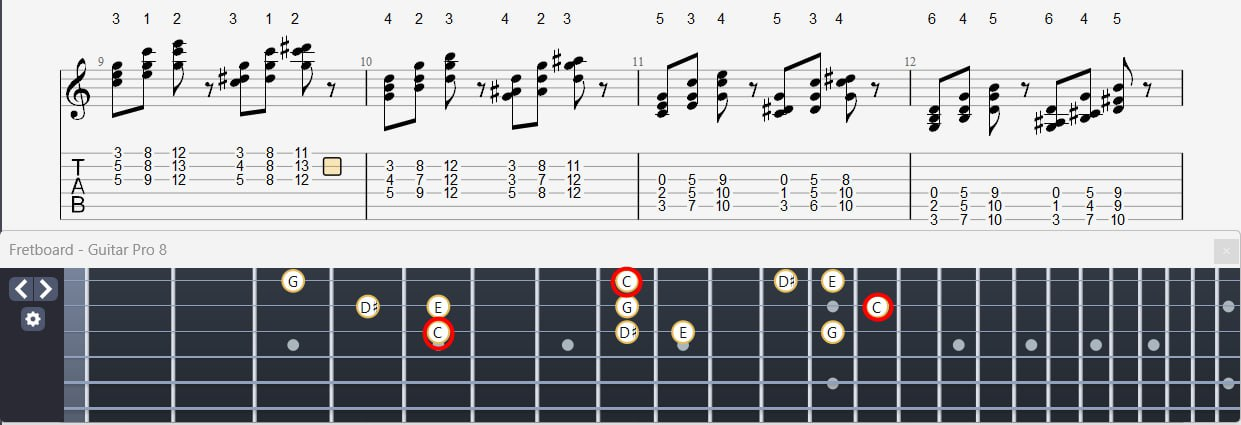 3 1 2 3 1 2 4 2 3 4 2 3 5 3 4 5 3 4 6 4 5 6 4 5
9 10 11 12
3 8 12 3 8 11
T 5 8 13 4 8 13 3 8 12 3 8 11
A 5 9 12 5 8 12 4 7 12 3 7 12 0 5 9 0 5 8
5 9 12 5 8 12 2 5 10 1 5 10 0 5 9 0 5 9
B 3 7 10 3 6 10 2 5 10 1 4 9
3 7 10 3 7 10
Fretboard - Guitar Pro 8
G C D♯ E
D♯ E G C
C D♯ E G